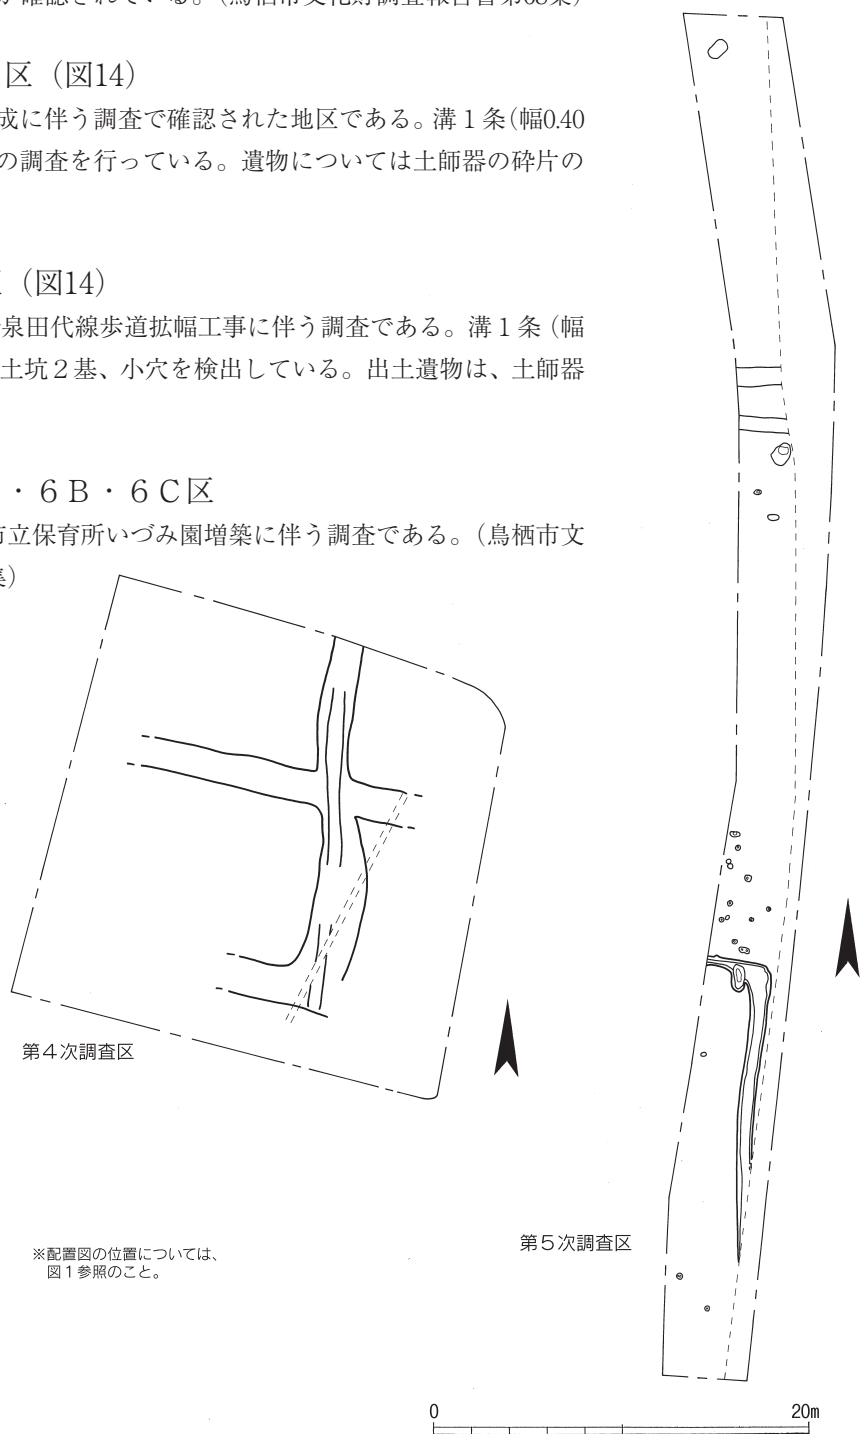 が確認されている。（鳥栖市文化財調査報告書第68集）
区（図14）
成に伴う調査で確認された地区である。溝１条（幅0.40
の調査を行っている。遺物については土師器の砕片の
（図14）
泉田代線歩道拡幅工事に伴う調査である。溝１条（幅
土坑２基、小穴を検出している。出土遺物は、土師器
・６Ｂ・６Ｃ区
市立保育所いづみ園増築に伴う調査である。（鳥栖市文
集）
第４次調査区
第５次調査区
※配置図の位置については、
図１参照のこと。
0 20m